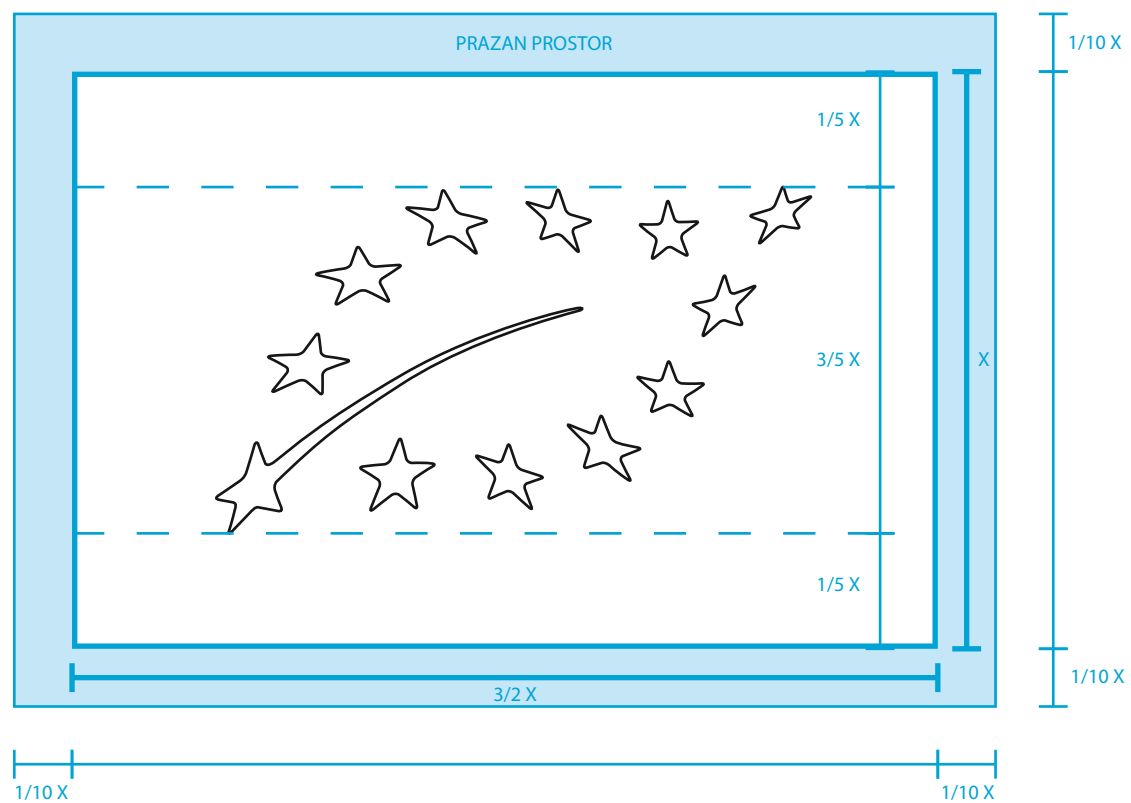 PRAZAN PROSTOR
1/10 X
1/5 X
3/5 X
X
1/5 X
1/10 X
3/2 X
1/10 X
1/10 X